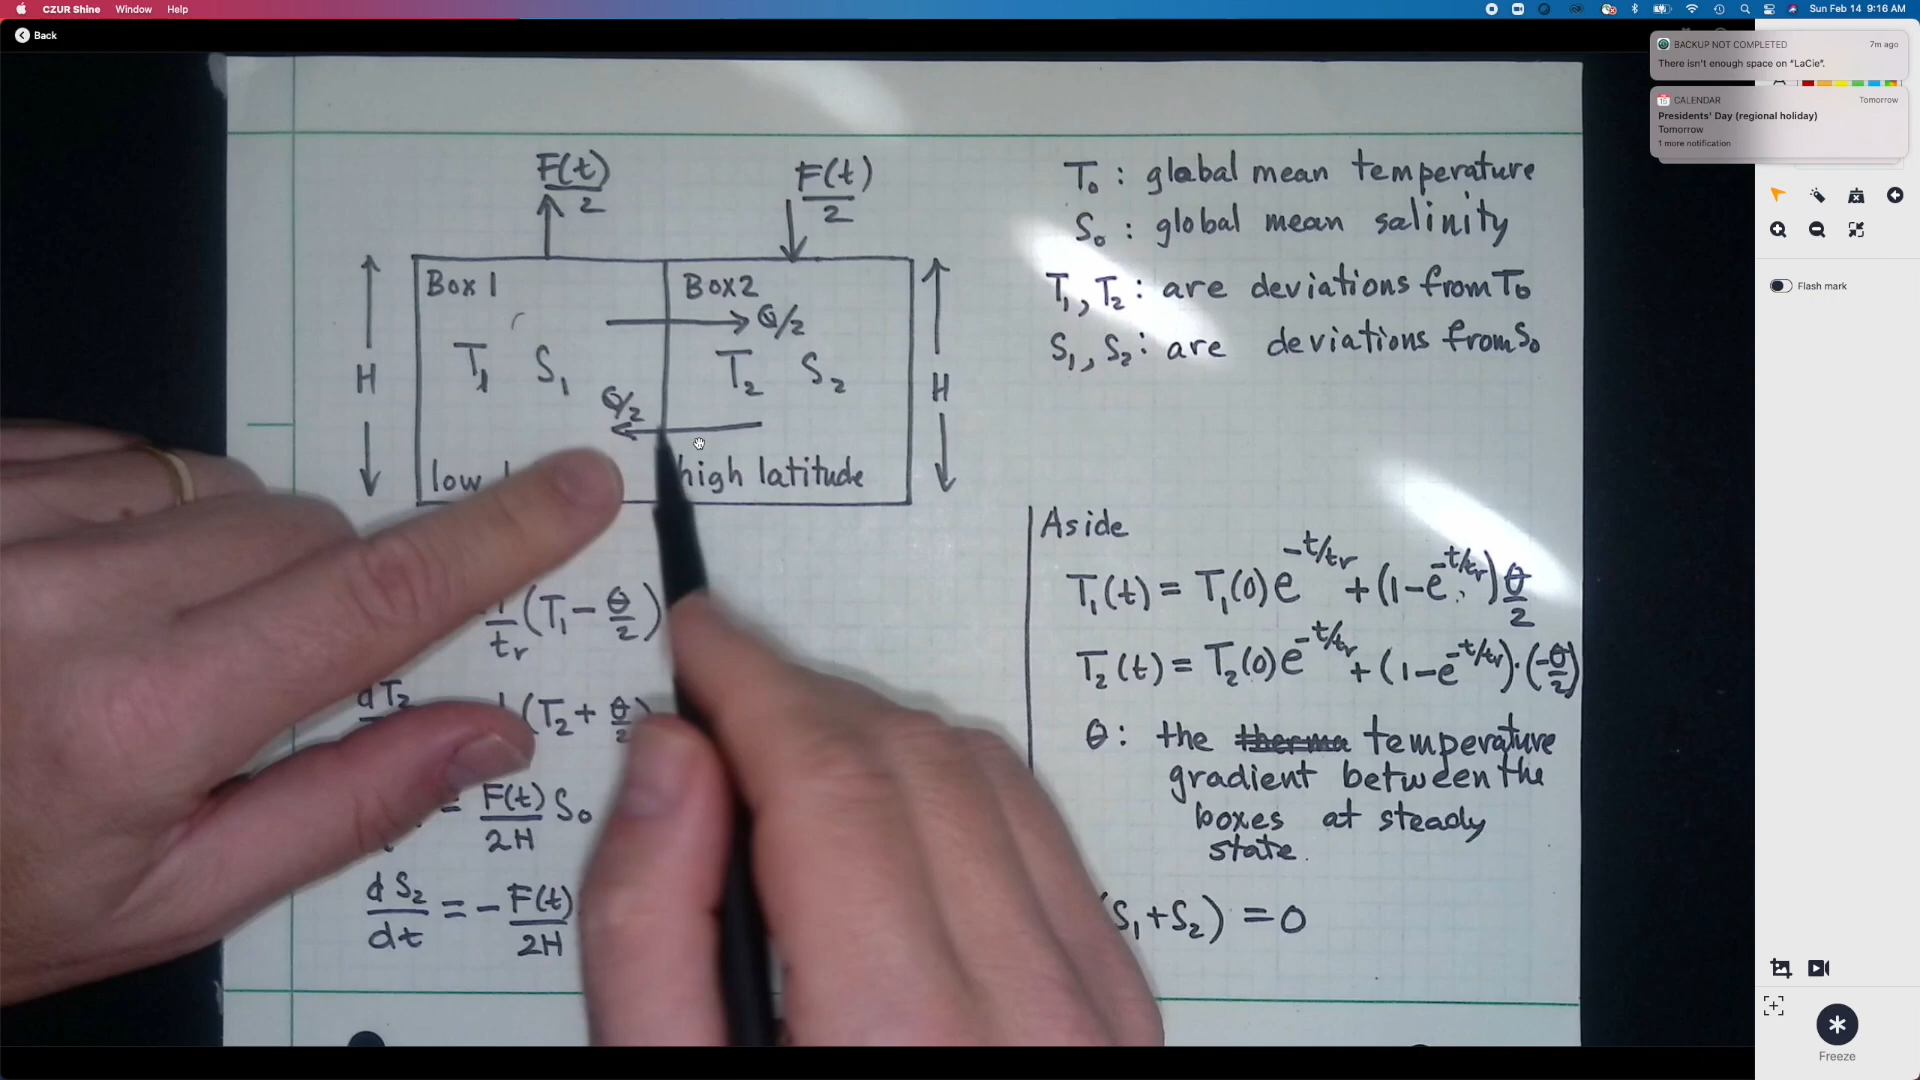 CZUR Shine Window Help
Sun Feb 14 9:16 AM
Back
BACKUP NOT COMPLETED 7m ago
There isn't enough space on "LaCie".
CALENDAR Tomorrow
Presidents' Day (regional holiday)
Tomorrow
1 more notification
Flash mark
Freeze
F(t)/2 F(t)/2
Box 1 Box 2
Q/2
H T₁ S₁ T₂ S₂ H
Q/2
low high latitude
1/tr (T₁ − θ/2)
dT₂ (T₂ + θ/2)
= F(t)/2H S₀
dS₂/dt = − F(t)/2H
T₀ : global mean temperature
S₀ : global mean salinity
T₁, T₂ : are deviations from T₀
S₁, S₂ : are deviations from S₀
Aside
T₁(t) = T₁(0)e^(−t/tr) + (1−e^(−t/tr)) θ/2
T₂(t) = T₂(0)e^(−t/tr) + (1−e^(−t/tr))·(−θ/2)
θ : the therma temperature
gradient between the
boxes at steady
state.
(S₁+S₂) = 0